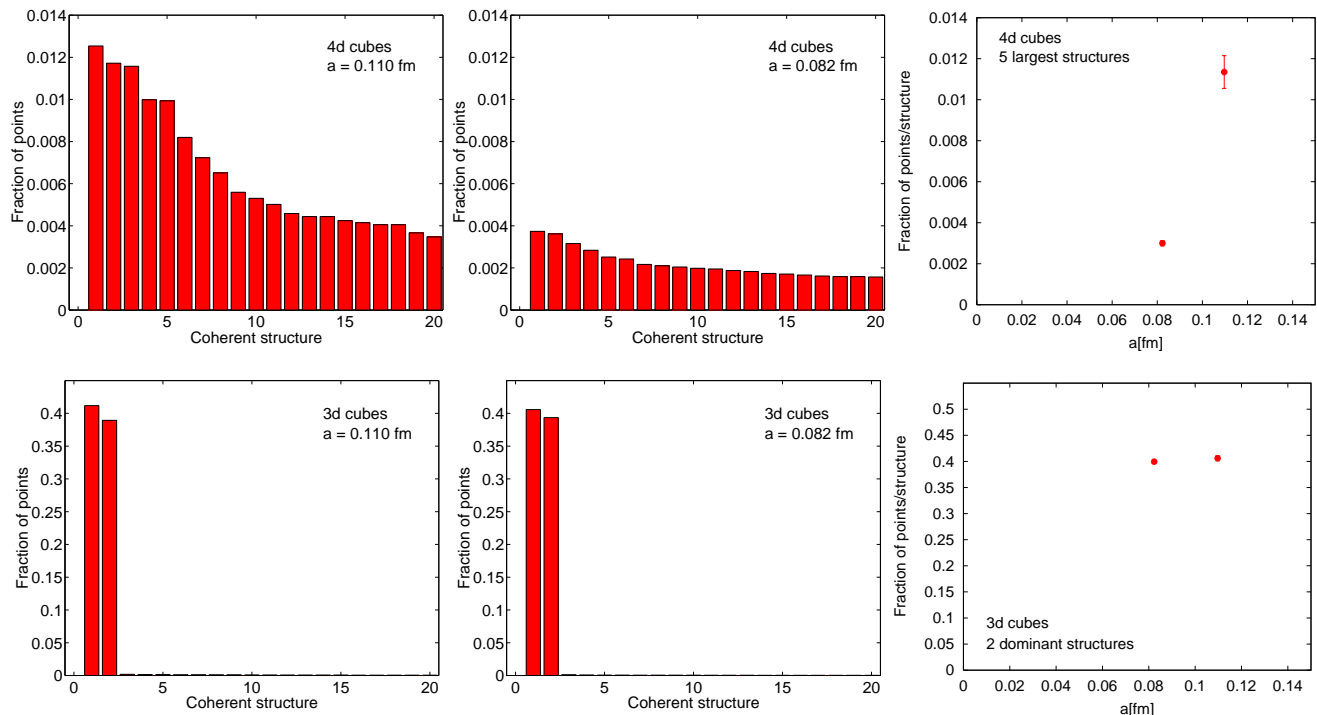 0.014
0.012
0.01
0.008
0.006
0.004
0.002
0
Fraction of points
4d cubes
a = 0.110 fm
0 5 10 15 20
Coherent structure
0.014
0.012
0.01
0.008
0.006
0.004
0.002
0
Fraction of points
4d cubes
a = 0.082 fm
0 5 10 15 20
Coherent structure
0.014
0.012
0.01
0.008
0.006
0.004
0.002
0
Fraction of points/structure
4d cubes
5 largest structures
0 0.02 0.04 0.06 0.08 0.1 0.12 0.14
a[fm]
0.4
0.35
0.3
0.25
0.2
0.15
0.1
0.05
0
Fraction of points
3d cubes
a = 0.110 fm
0 5 10 15 20
Coherent structure
0.4
0.35
0.3
0.25
0.2
0.15
0.1
0.05
0
Fraction of points
3d cubes
a = 0.082 fm
0 5 10 15 20
Coherent structure
0.5
0.45
0.4
0.35
0.3
0.25
0.2
0.15
0.1
0.05
0
Fraction of points/structure
3d cubes
2 dominant structures
0 0.02 0.04 0.06 0.08 0.1 0.12 0.14
a[fm]